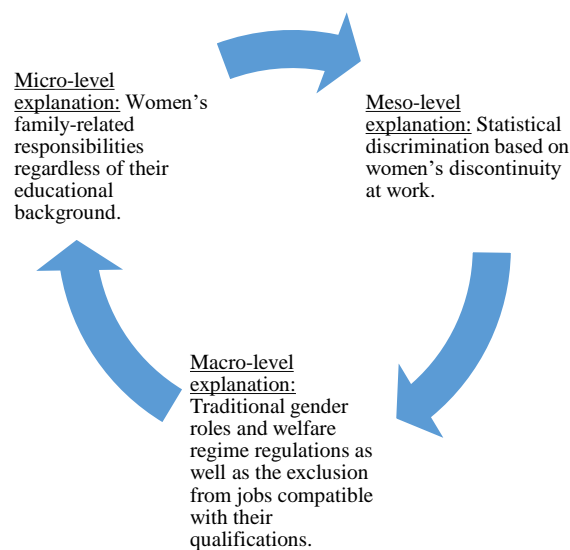 Micro-level
explanation: Women’s
family-related
responsibilities
regardless of their
educational
background.
Meso-level
explanation: Statistical
discrimination based on
women’s discontinuity
at work.
Macro-level
explanation:
Traditional gender
roles and welfare
regime regulations as
well as the exclusion
from jobs compatible
with their
qualifications.